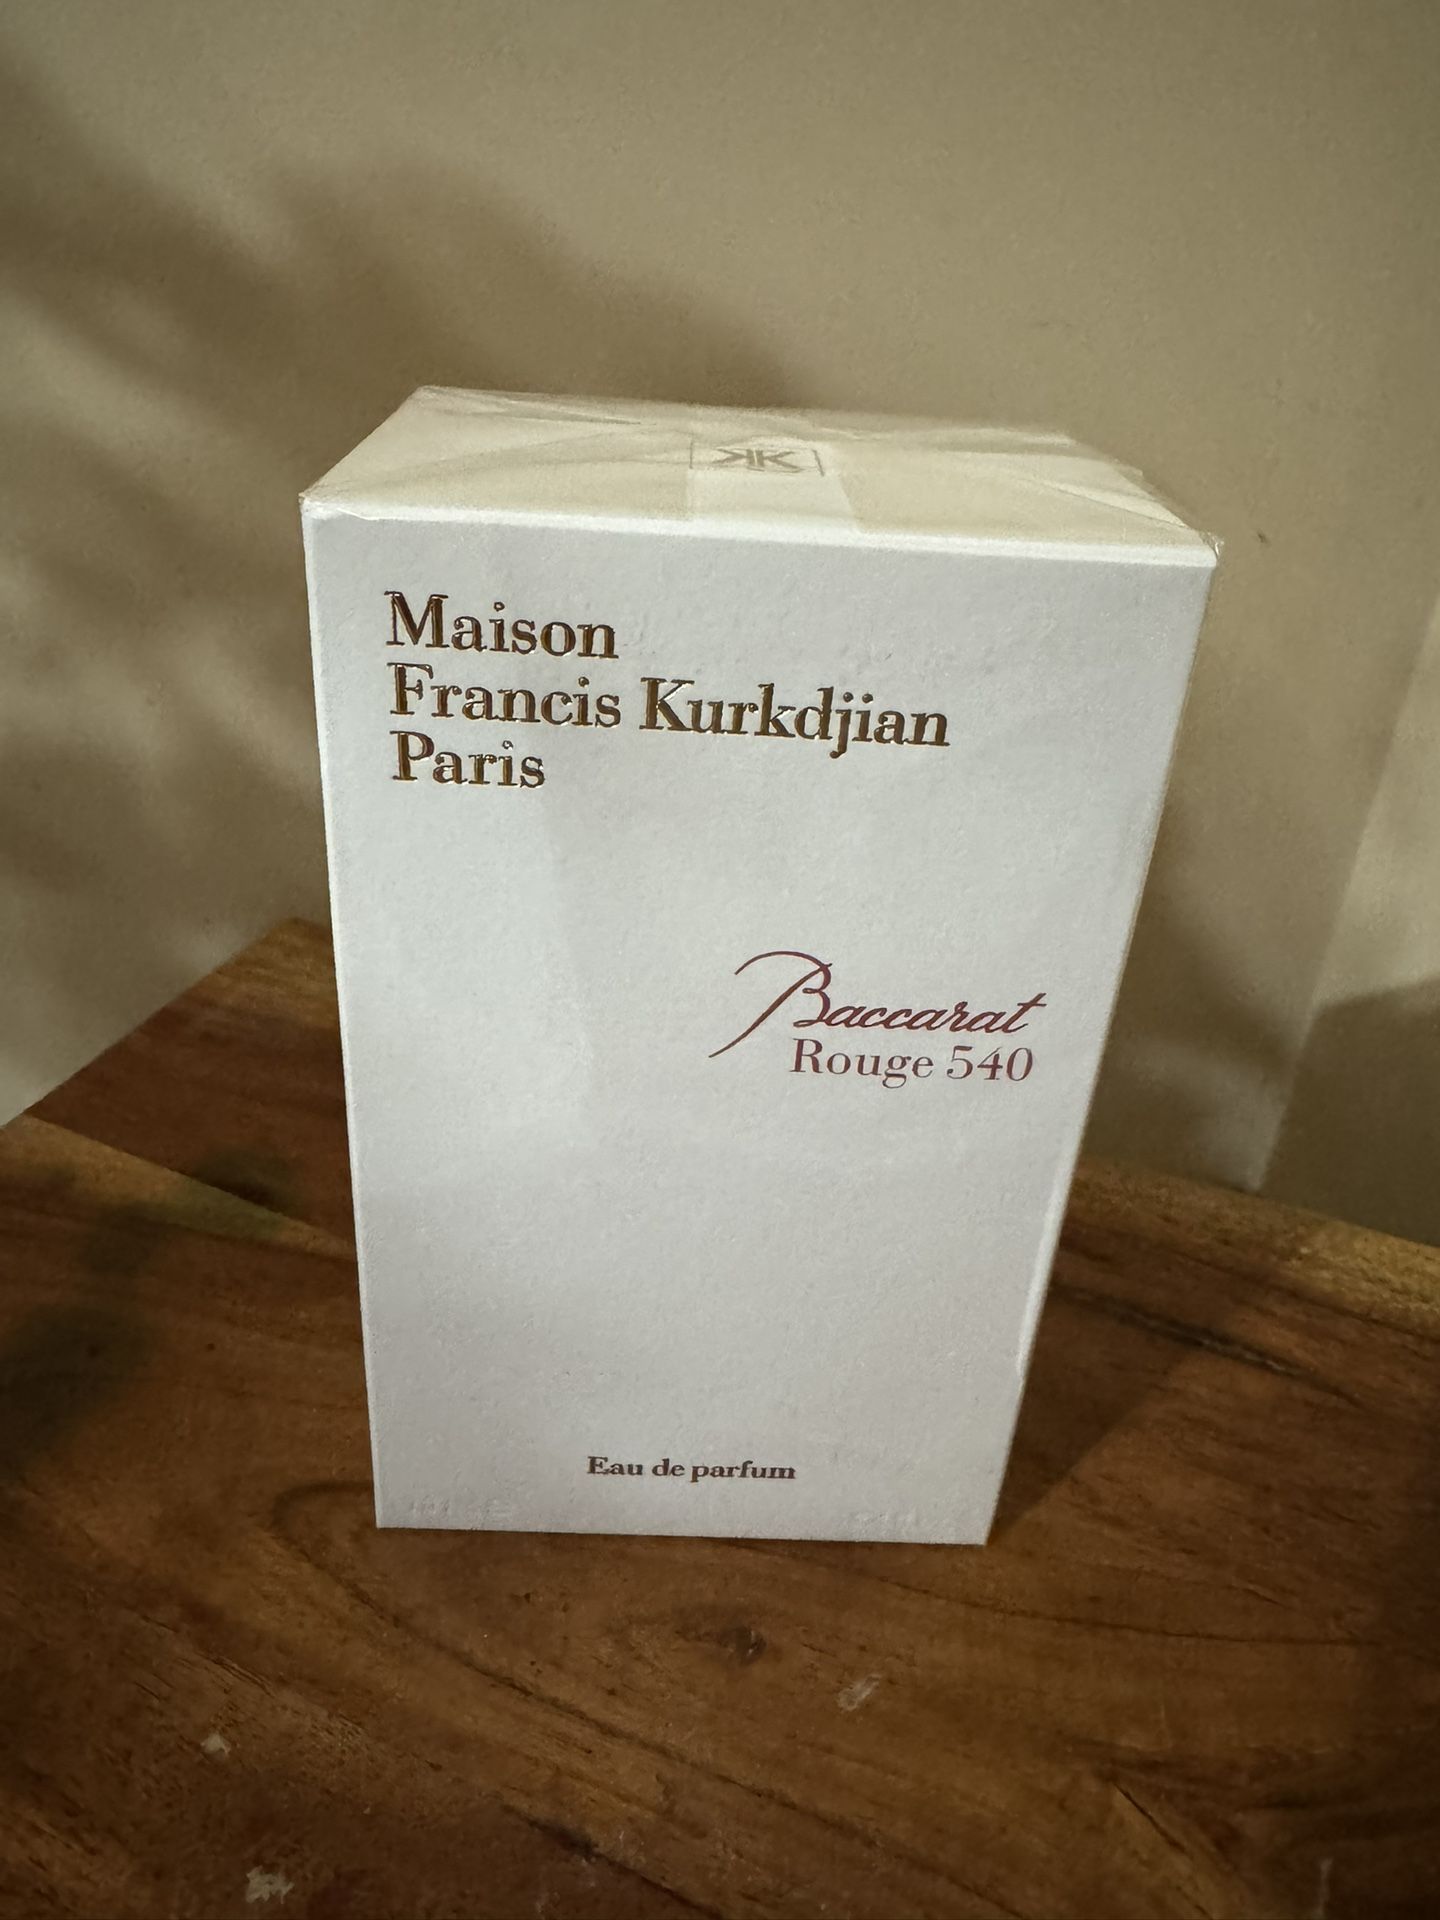 Maison
Francis Kurkdjian
Paris
Baccarat
Rouge 540
Eau de parfum